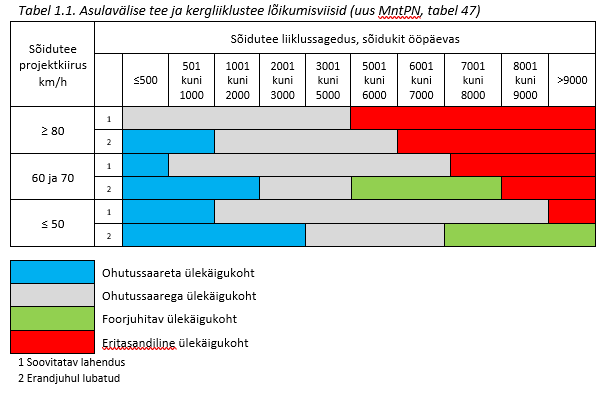 Tabel 1.1. Asulavälise tee ja kergliiklustee lõikumisviisid (uus MntPN, tabel 47)
Sõidutee projektkiirus km/h
Sõidutee liiklussagedus, sõidukit ööpäevas
≤500
501 kuni 1000
1001 kuni 2000
2001 kuni 3000
3001 kuni 5000
5001 kuni 6000
6001 kuni 7000
7001 kuni 8000
8001 kuni 9000
>9000
≥ 80
1
2
60 ja 70
1
2
≤ 50
1
2
Ohutussaareta ülekäigukoht
Ohutussaarega ülekäigukoht
Foorjuhitav ülekäigukoht
Eritasandiline ülekäigukoht
1 Soovitatav lahendus
2 Erandjuhul lubatud